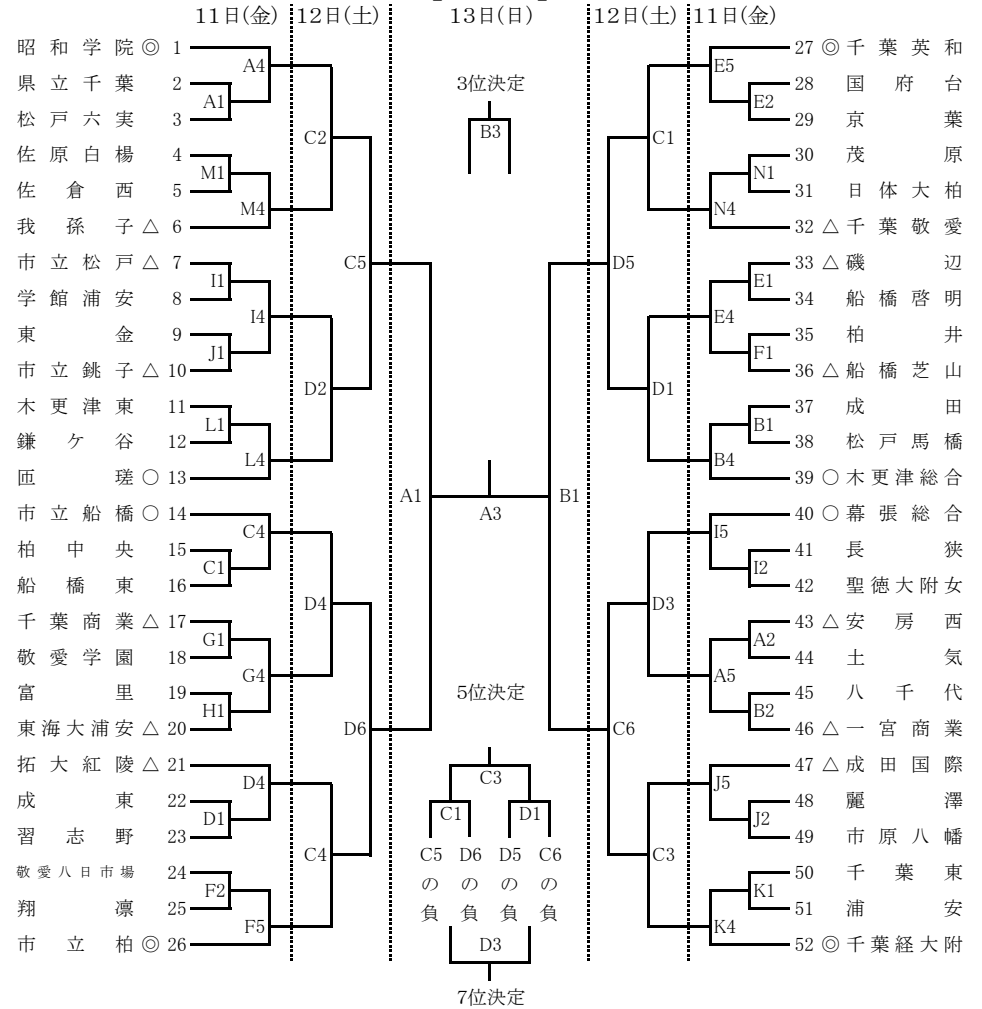 11日(金) 12日(土) 13日(日) 12日(土) 11日(金)
昭和学院◎ 1
県立千葉 2
松戸六実 3
佐原白楊 4
佐倉西 5
我孫子△ 6
市立松戸△ 7
学館浦安 8
東金 9
市立銚子△ 10
木更津東 11
鎌ケ谷 12
匝瑳○ 13
市立船橋○ 14
柏中央 15
船橋東 16
千葉商業△ 17
敬愛学園 18
富里 19
東海大浦安△ 20
拓大紅陵△ 21
成東 22
習志野 23
敬愛八日市場 24
翔凛 25
市立柏◎ 26
A4
A1
M1
M4
I1
I4
J1
L1
L4
C4
C1
G1
G4
H1
D4
D1
F2
F5
C2
D2
D4
C4
C5
D6
A1
3位決定
B3
A3
5位決定
C3
C1 D1
C5の負
D6の負
D5の負
C6の負
D3
7位決定
B1
D5
C6
C1
D1
D3
C3
E5
E2
N1
N4
E1
E4
F1
B1
B4
I5
I2
A2
A5
B2
J5
J2
K1
K4
27 ◎千葉英和
28 国府台
29 京葉
30 茂原
31 日体大柏
32 △千葉敬愛
33 △磯辺
34 船橋啓明
35 柏井
36 △船橋芝山
37 成田
38 松戸馬橋
39 ○木更津総合
40 ○幕張総合
41 長狭
42 聖徳大附女
43 △安房西
44 土気
45 八千代
46 △一宮商業
47 △成田国際
48 麗澤
49 市原八幡
50 千葉東
51 浦安
52 ◎千葉経大附